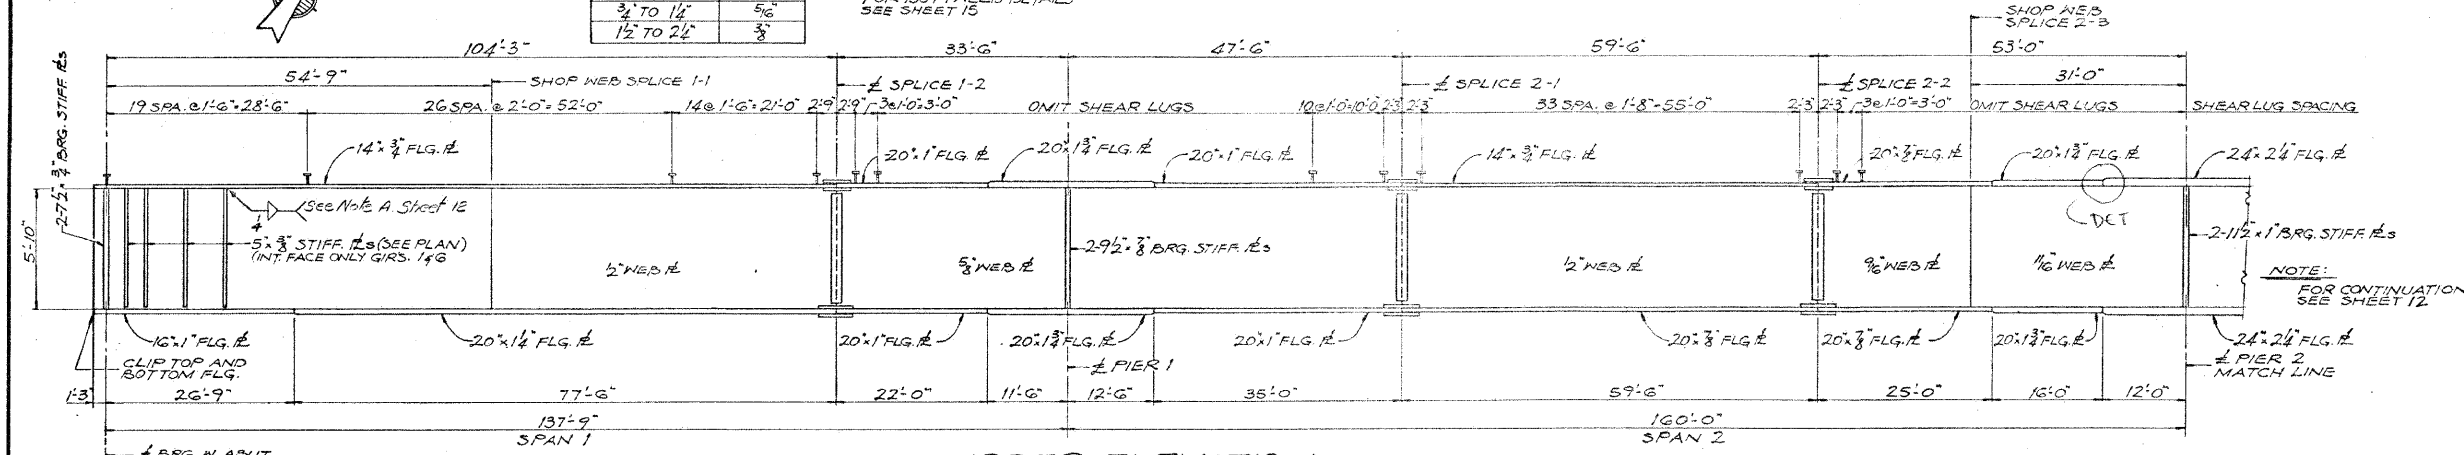 3/4" TO 1 1/4" 5/16"
1 1/2" TO 2 1/4" 3/8"
SEE SHEET 15
SHOP WEB
SPLICE 2-3
104'-3" 33'-6" 47'-6" 59'-6" 53'-0"
54'-9" SHOP WEB SPLICE 1-1 ℄ SPLICE 1-2 ℄ SPLICE 2-1 ℄ SPLICE 2-2 31'-0"
19 SPA. @ 1'-6" = 28'-6" 26 SPA. @ 2'-0" = 52'-0" 14 @ 1'-6" = 21'-0" 2'-9" 2'-9" 3 @ 1'-0" = 3'-0" OMIT SHEAR LUGS 10 @ 1'-0" = 10'-0" 2'-3" 2'-3" 33 SPA. @ 1'-8" = 55'-0" 2'-3" 2'-3" 3 @ 1'-0" = 3'-0" OMIT SHEAR LUGS SHEAR LUG SPACING
2-7 1/2" x 3/4" BRG. STIFF. ℄s
14" x 3/4" FLG. ℄ 20" x 1" FLG. ℄ 20" x 1 3/4" FLG. ℄ 20" x 1" FLG. ℄ 14" x 3/4" FLG. ℄ 20" x 7/8" FLG. ℄ 20" x 1 3/4" FLG. ℄ 24" x 2 1/4" FLG. ℄
5'-10"
1/4 See Note A. Sheet 12
DET
5" x 3/8" STIFF. ℄s (SEE PLAN)
(INT. FACE ONLY GIRS. 1 & 6)
2-9 1/2" x 7/8" BRG. STIFF. ℄s
2-11 1/2" x 1" BRG. STIFF. ℄s
1/2" WEB ℄ 5/8" WEB ℄ 1/2" WEB ℄ 9/16" WEB ℄ 11/16" WEB ℄
NOTE:
FOR CONTINUATION
SEE SHEET 12
16" x 1" FLG. ℄ 20" x 1 1/4" FLG. ℄ 20" x 1" FLG. ℄ 20" x 1 3/4" FLG. ℄ 20" x 1" FLG. ℄ 20" x 7/8" FLG. ℄ 20" x 7/8" FLG. ℄ 20" x 1 3/4" FLG. ℄ 24" x 2 1/4" FLG. ℄
CLIP TOP AND
BOTTOM FLG.
℄ PIER 1
℄ PIER 2
MATCH LINE
1'-3" 26'-9" 77'-6" 22'-0" 11'-6" 12'-6" 35'-0" 59'-6" 25'-0" 16'-0" 12'-0"
137'-9" 160'-0"
SPAN 1 SPAN 2
℄ BRG. W. ABUT.